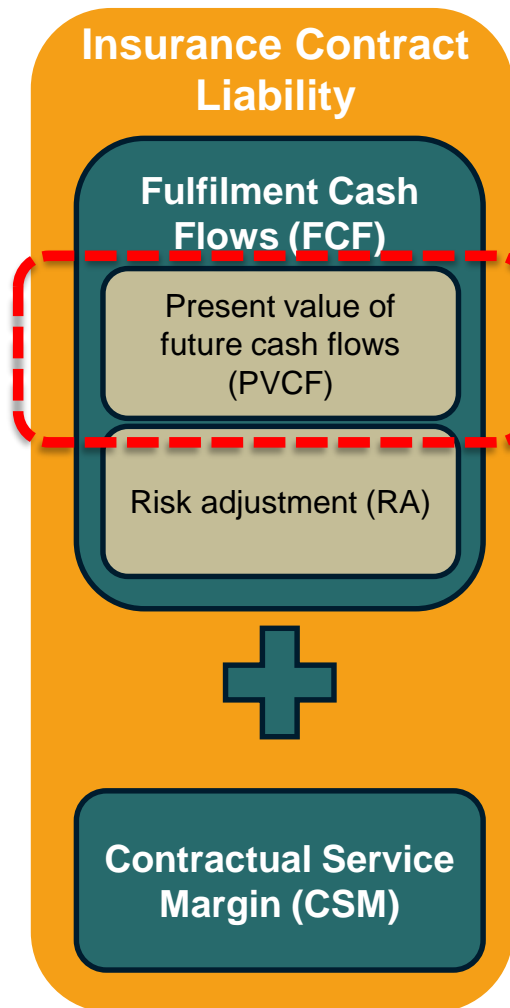 Insurance Contract
Liability
Fulfilment Cash
Flows (FCF)
Present value of
future cash flows
(PVCF)
Risk adjustment (RA)
Contractual Service
Margin (CSM)